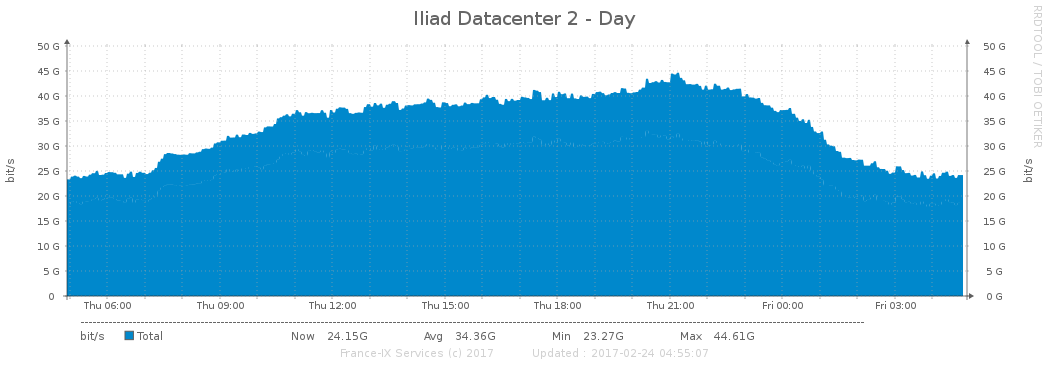 Iliad Datacenter 2 - Day
RRDTOOL / TOBI OETIKER
50 G 50 G
45 G 45 G
40 G 40 G
35 G 35 G
30 G 30 G
25 G 25 G
20 G 20 G
15 G 15 G
10 G 10 G
5 G 5 G
0 0 G
bit/s bit/s
Thu 06:00 Thu 09:00 Thu 12:00 Thu 15:00 Thu 18:00 Thu 21:00 Fri 00:00 Fri 03:00
bit/s Total Now 24.15G Avg 34.36G Min 23.27G Max 44.61G
France-IX Services (c) 2017 Updated : 2017-02-24 04:55:07